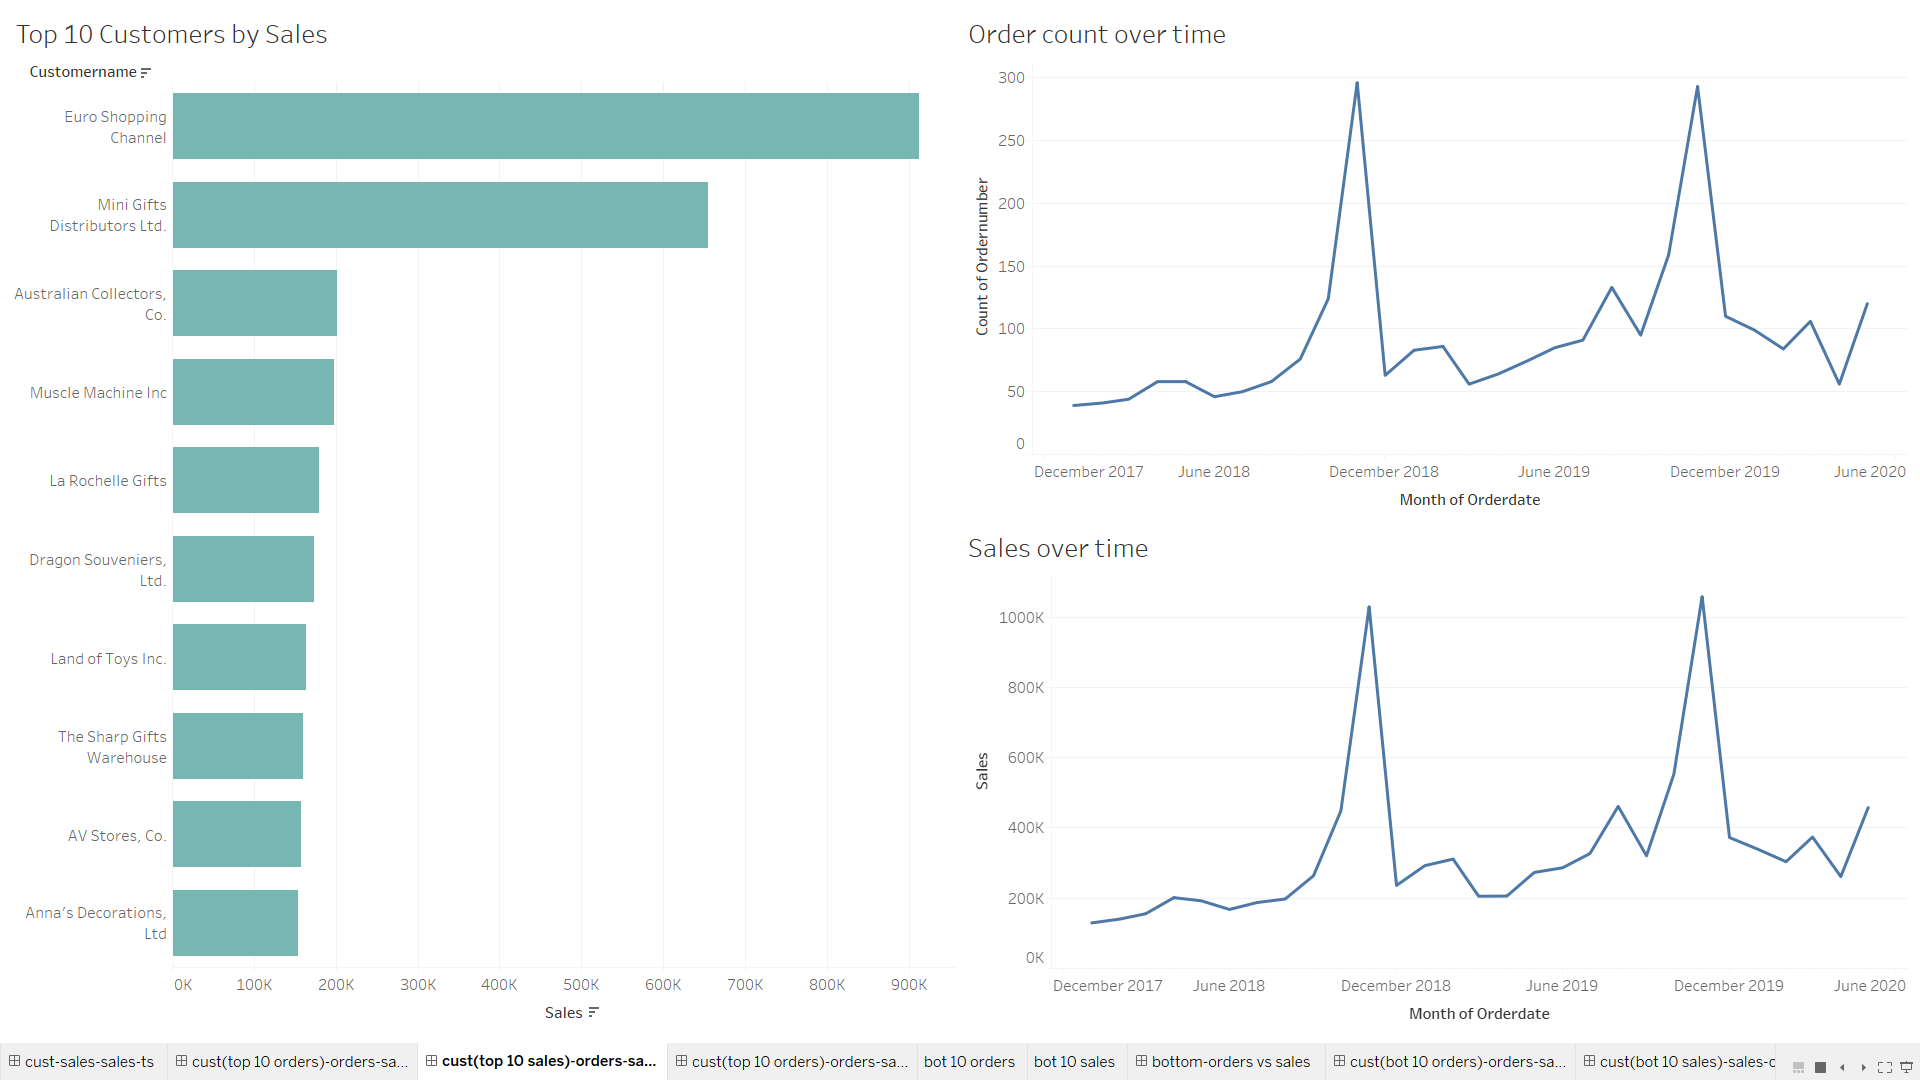 Top 10 Customers by Sales
Customername
Euro Shopping
Channel
Mini Gifts
Distributors Ltd.
Australian Collectors,
Co.
Muscle Machine Inc
La Rochelle Gifts
Dragon Souveniers,
Ltd.
Land of Toys Inc.
The Sharp Gifts
Warehouse
AV Stores, Co.
Anna's Decorations,
Ltd
0K 100K 200K 300K 400K 500K 600K 700K 800K 900K
Sales
Order count over time
Count of Ordernumber
300
250
200
150
100
50
0
December 2017 June 2018 December 2018 June 2019 December 2019 June 2020
Month of Orderdate
Sales over time
Sales
1000K
800K
600K
400K
200K
0K
December 2017 June 2018 December 2018 June 2019 December 2019 June 2020
Month of Orderdate
cust-sales-sales-ts cust(top 10 orders)-orders-sa... cust(top 10 sales)-orders-sa... cust(top 10 orders)-orders-sa... bot 10 orders bot 10 sales bottom-orders vs sales cust(bot 10 orders)-orders-sa... cust(bot 10 sales)-sales-c